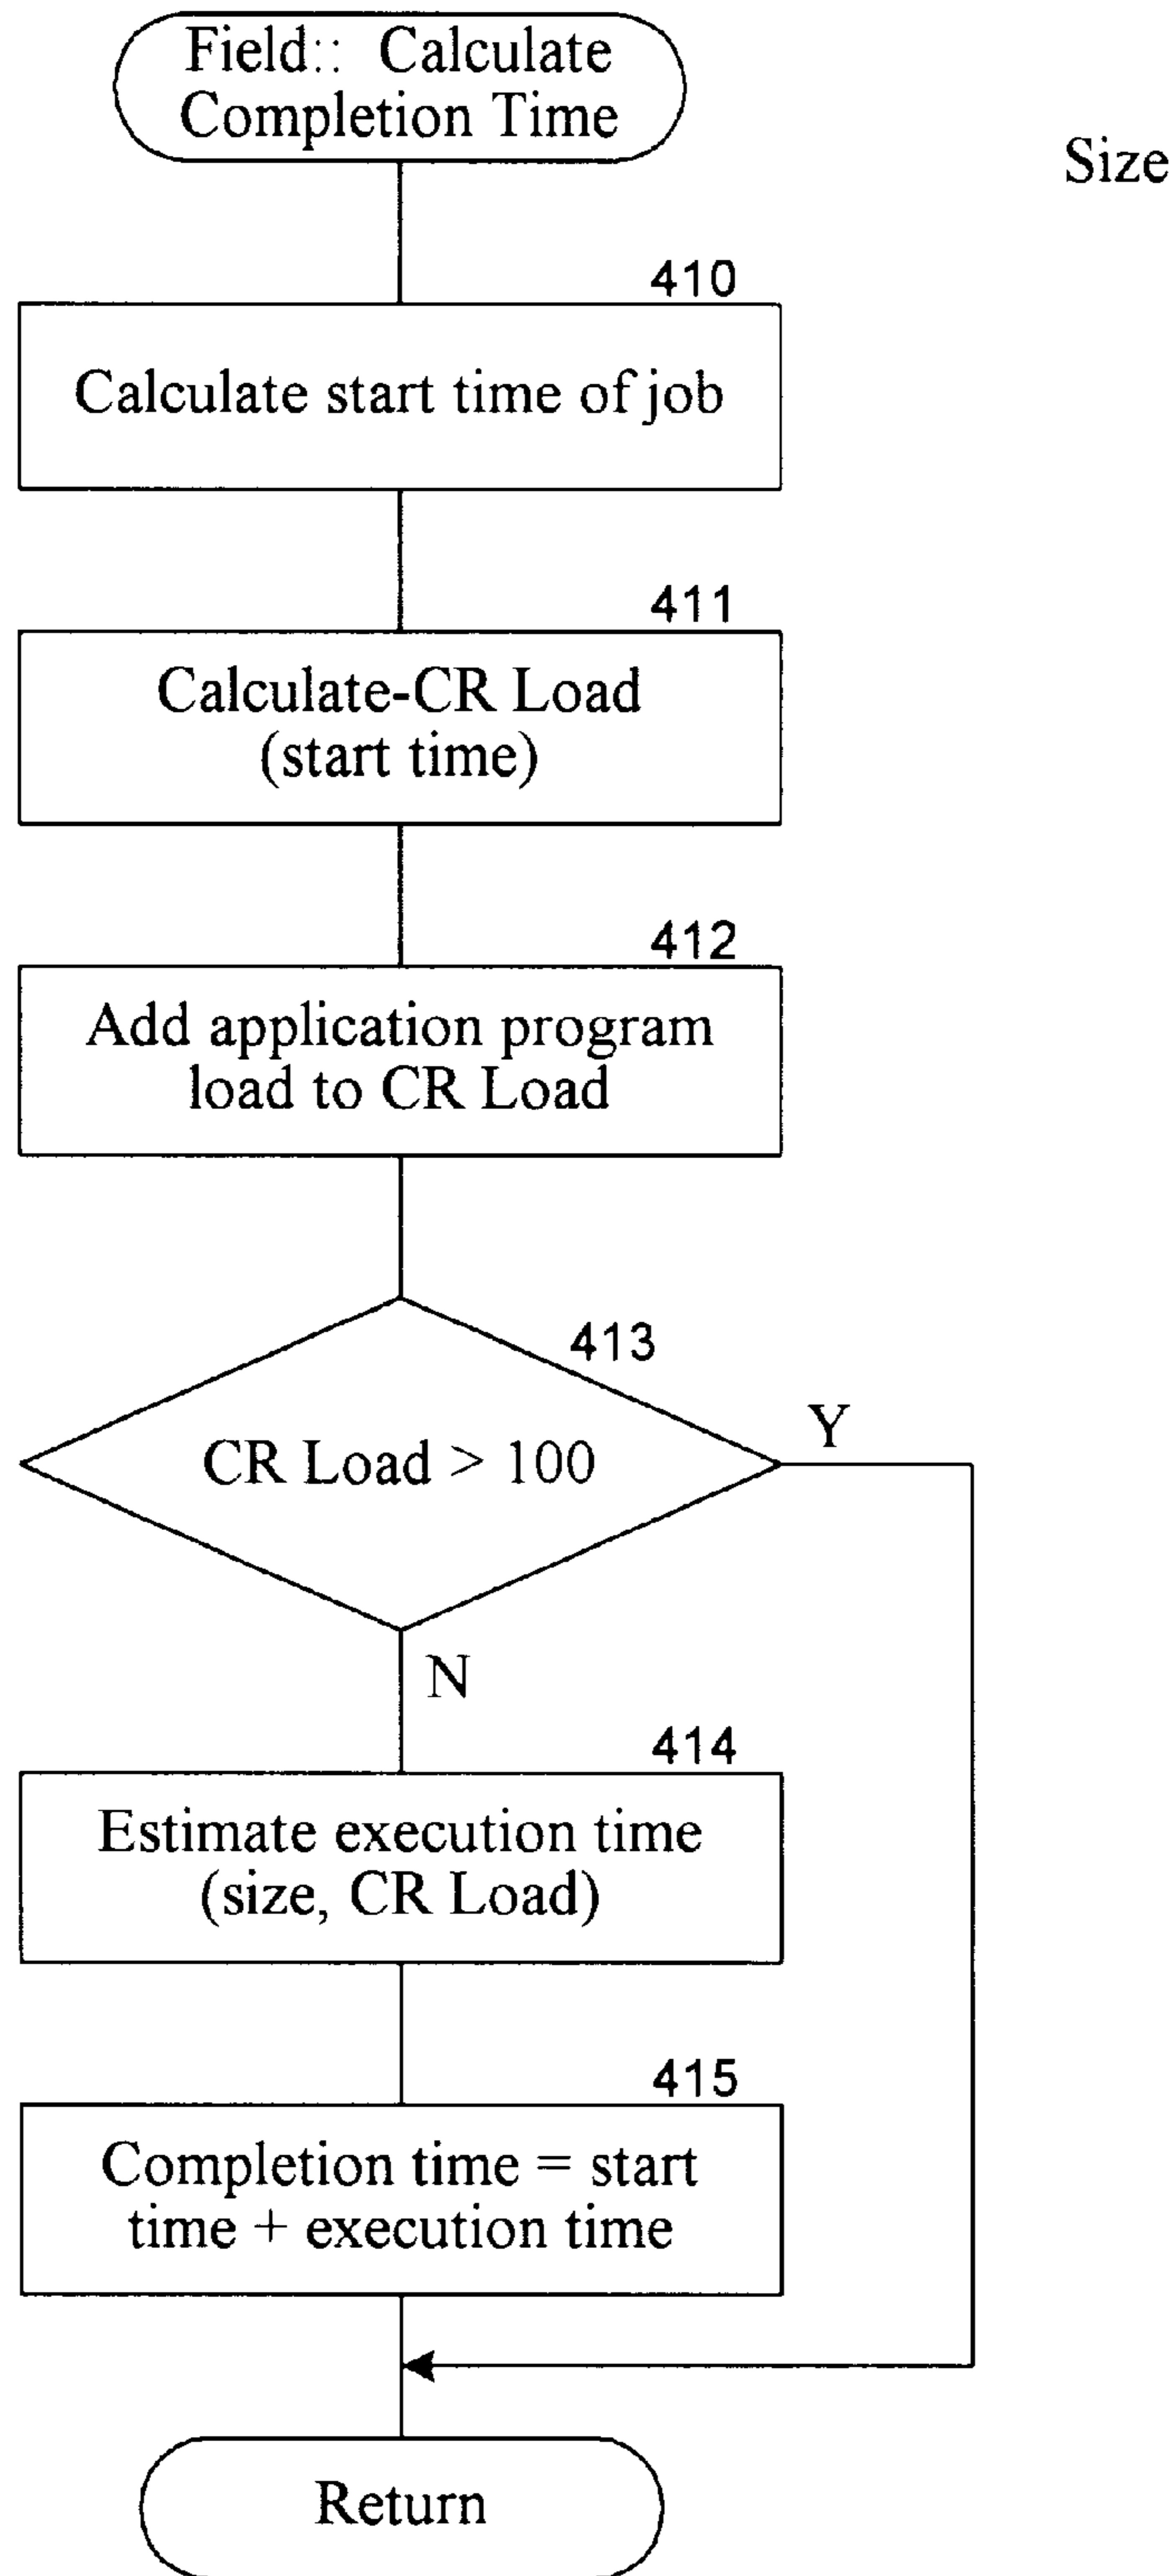 Field:: Calculate
Completion Time
Size
410
Calculate start time of job
411
Calculate-CR Load
(start time)
412
Add application program
load to CR Load
413
CR Load > 100
Y
N
414
Estimate execution time
(size, CR Load)
415
Completion time = start
time + execution time
Return